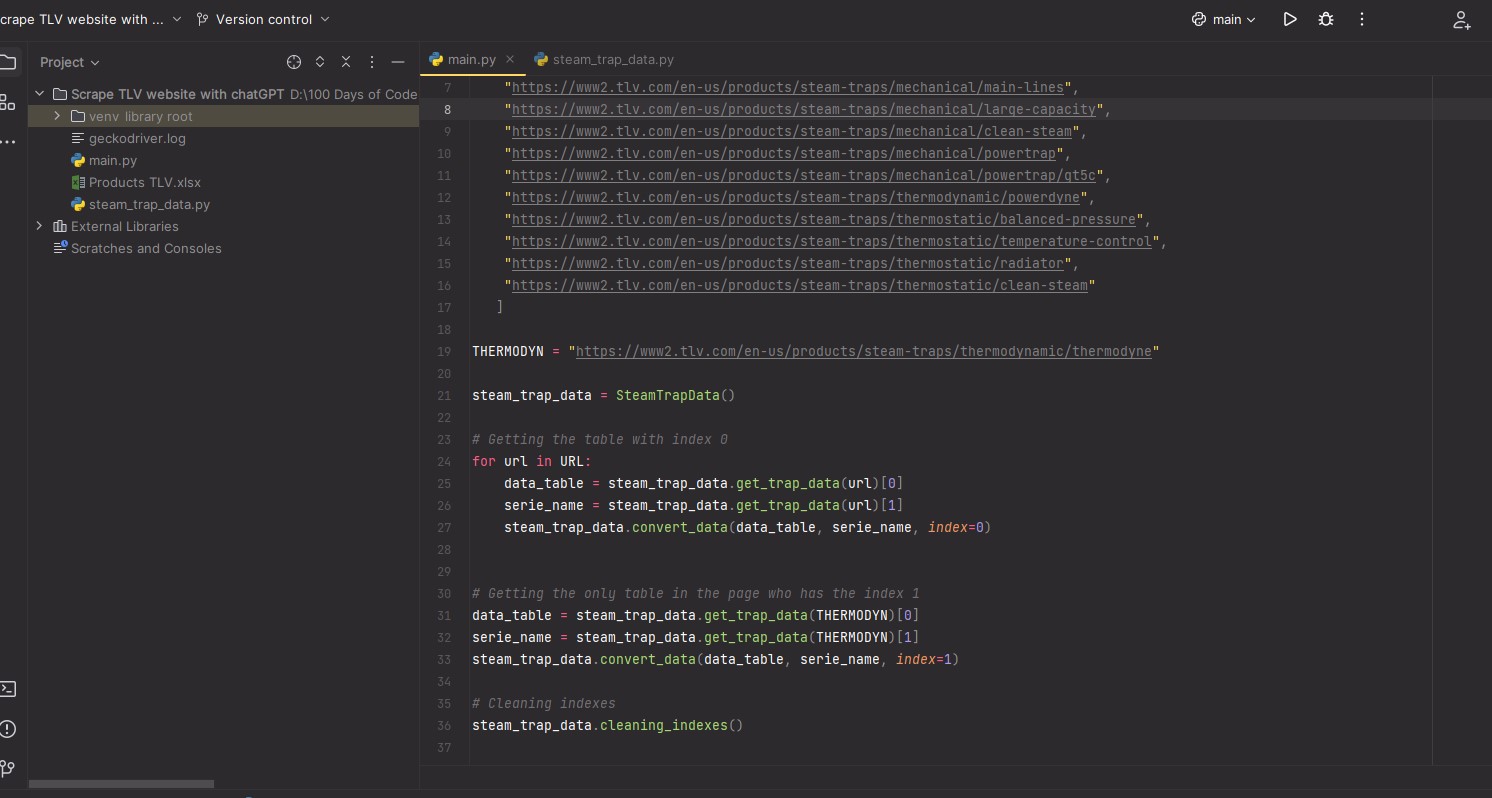 crape TLV website with ... Version control main
Project
Scrape TLV website with chatGPT D:\100 Days of Code
venv library root
geckodriver.log
main.py
Products TLV.xlsx
steam_trap_data.py
External Libraries
Scratches and Consoles
main.py steam_trap_data.py
7 "https://www2.tlv.com/en-us/products/steam-traps/mechanical/main-lines",
8 "https://www2.tlv.com/en-us/products/steam-traps/mechanical/large-capacity",
9 "https://www2.tlv.com/en-us/products/steam-traps/mechanical/clean-steam",
10 "https://www2.tlv.com/en-us/products/steam-traps/mechanical/powertrap",
11 "https://www2.tlv.com/en-us/products/steam-traps/mechanical/powertrap/gt5c",
12 "https://www2.tlv.com/en-us/products/steam-traps/thermodynamic/powerdyne",
13 "https://www2.tlv.com/en-us/products/steam-traps/thermostatic/balanced-pressure",
14 "https://www2.tlv.com/en-us/products/steam-traps/thermostatic/temperature-control",
15 "https://www2.tlv.com/en-us/products/steam-traps/thermostatic/radiator",
16 "https://www2.tlv.com/en-us/products/steam-traps/thermostatic/clean-steam"
17 ]
18
19 THERMODYN = "https://www2.tlv.com/en-us/products/steam-traps/thermodynamic/thermodyne"
20
21 steam_trap_data = SteamTrapData()
22
23 # Getting the table with index 0
24 for url in URL:
25 data_table = steam_trap_data.get_trap_data(url)[0]
26 serie_name = steam_trap_data.get_trap_data(url)[1]
27 steam_trap_data.convert_data(data_table, serie_name, index=0)
28
29
30 # Getting the only table in the page who has the index 1
31 data_table = steam_trap_data.get_trap_data(THERMODYN)[0]
32 serie_name = steam_trap_data.get_trap_data(THERMODYN)[1]
33 steam_trap_data.convert_data(data_table, serie_name, index=1)
34
35 # Cleaning indexes
36 steam_trap_data.cleaning_indexes()
37